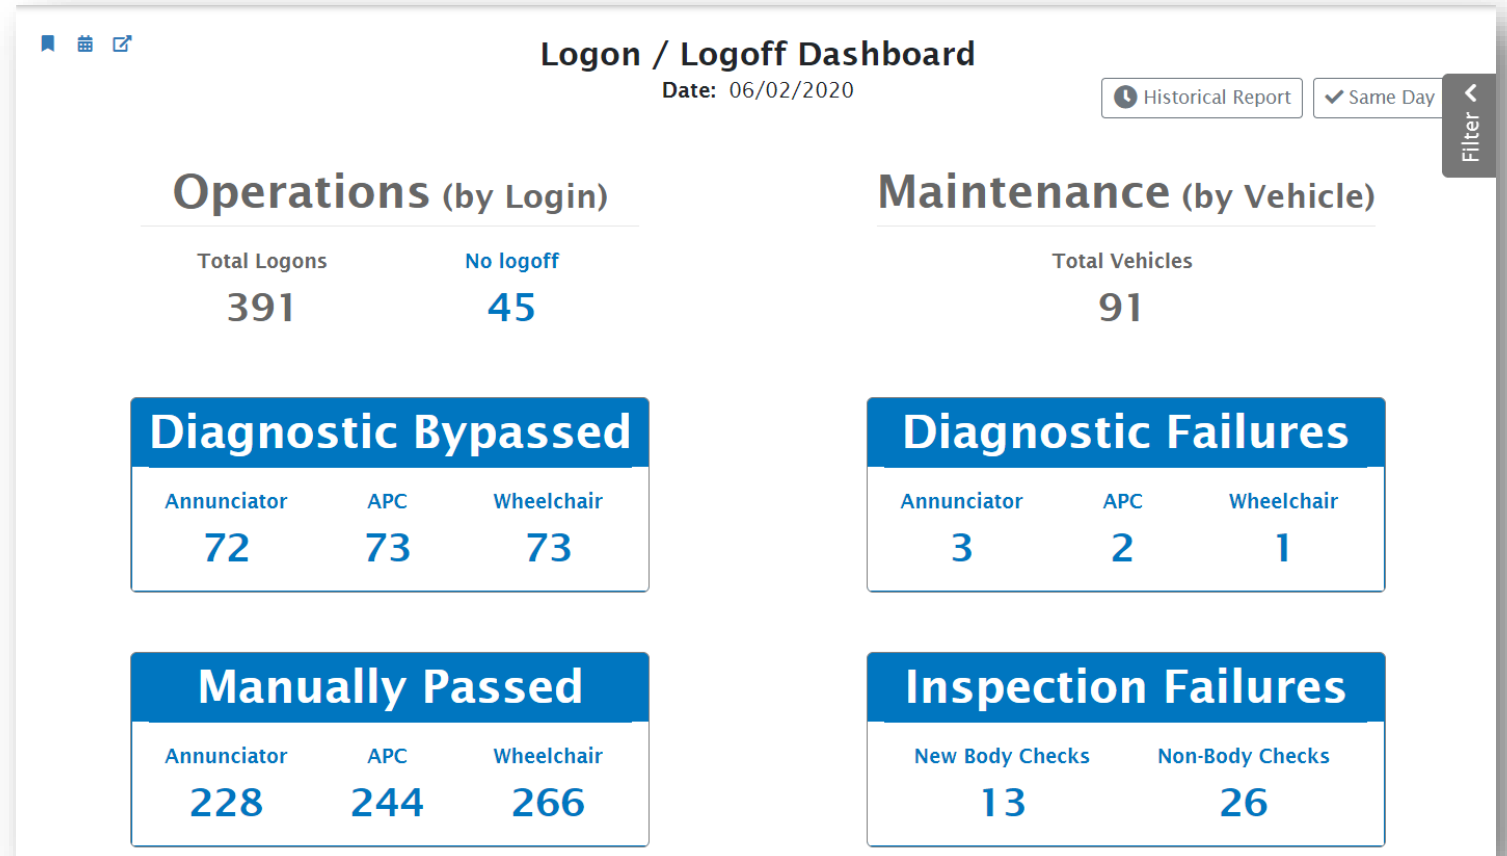 Logon / Logoff Dashboard
Date: 06/02/2020
Historical Report
Same Day
Filter
Operations (by Login)
Total Logons
No logoff
391
45
Diagnostic Bypassed
Annunciator
APC
Wheelchair
72
73
73
Manually Passed
Annunciator
APC
Wheelchair
228
244
266
Maintenance (by Vehicle)
Total Vehicles
91
Diagnostic Failures
Annunciator
APC
Wheelchair
3
2
1
Inspection Failures
New Body Checks
Non-Body Checks
13
26